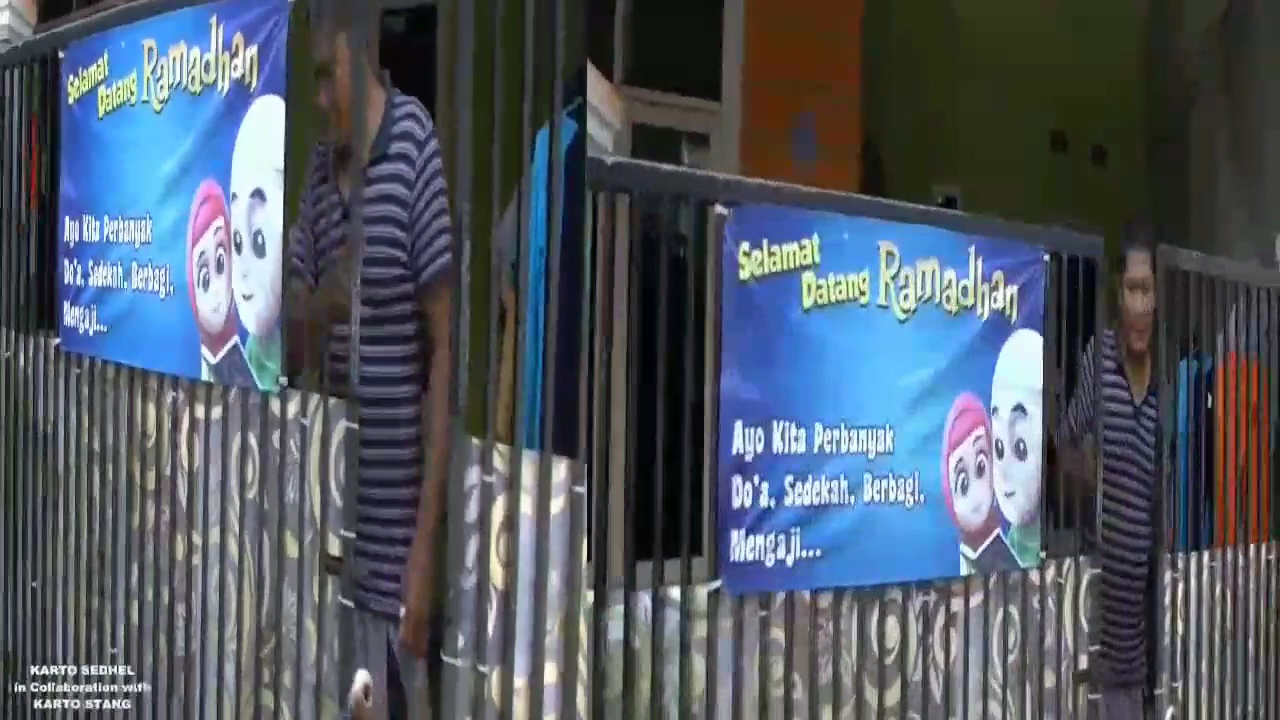 Selamat
Datang Ramadhan
Ayo Kita Perbanyak
Do'a, Sedekah, Berbagi,
Mengaji...
Selamat
Datang Ramadhan
Ayo Kita Perbanyak
Do'a, Sedekah, Berbagi,
Mengaji...
KARTO SEDHEL
in Collaboration with
KARTO STANG